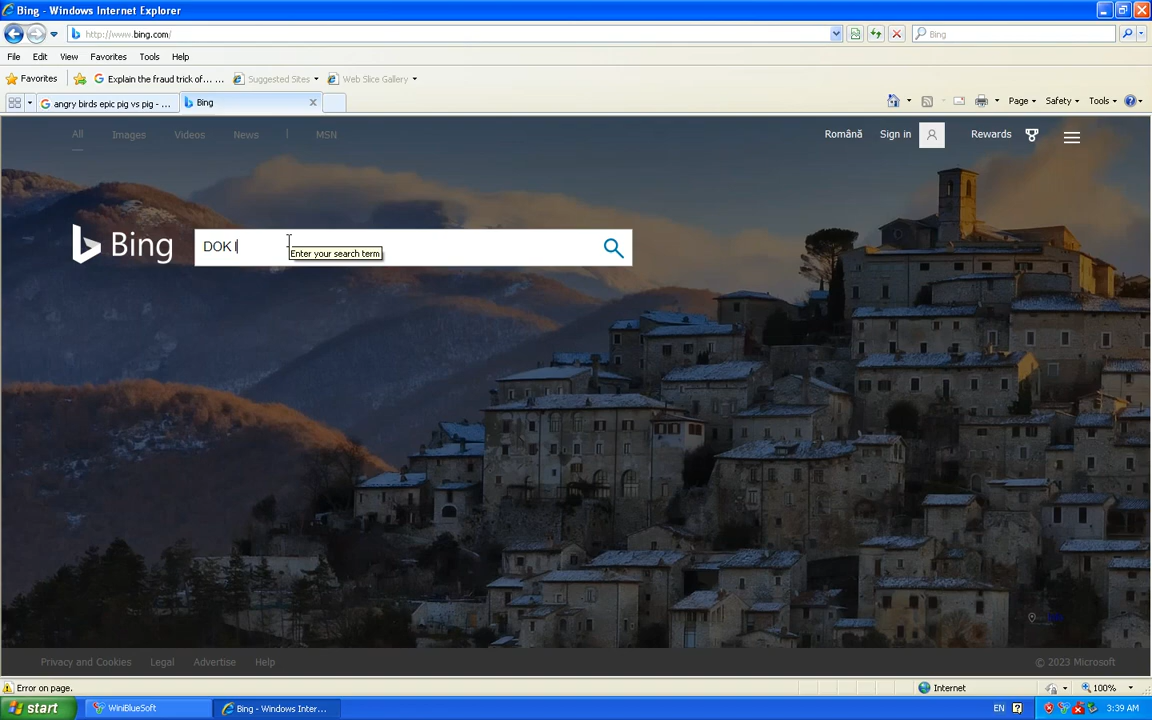 Bing - Windows Internet Explorer
http://www.bing.com/
Bing
File Edit View Favorites Tools Help
Favorites Explain the fraud trick of... ... Suggested Sites Web Slice Gallery
angry birds epic pig vs pig - ... Bing Page Safety Tools
All Images Videos News | MSN Română Sign in Rewards
Bing DOK I
Enter your search term
Privacy and Cookies Legal Advertise Help © 2023 Microsoft
Error on page. Internet 100%
start WiniBlueSoft Bing - Windows Inter... EN 3:39 AM